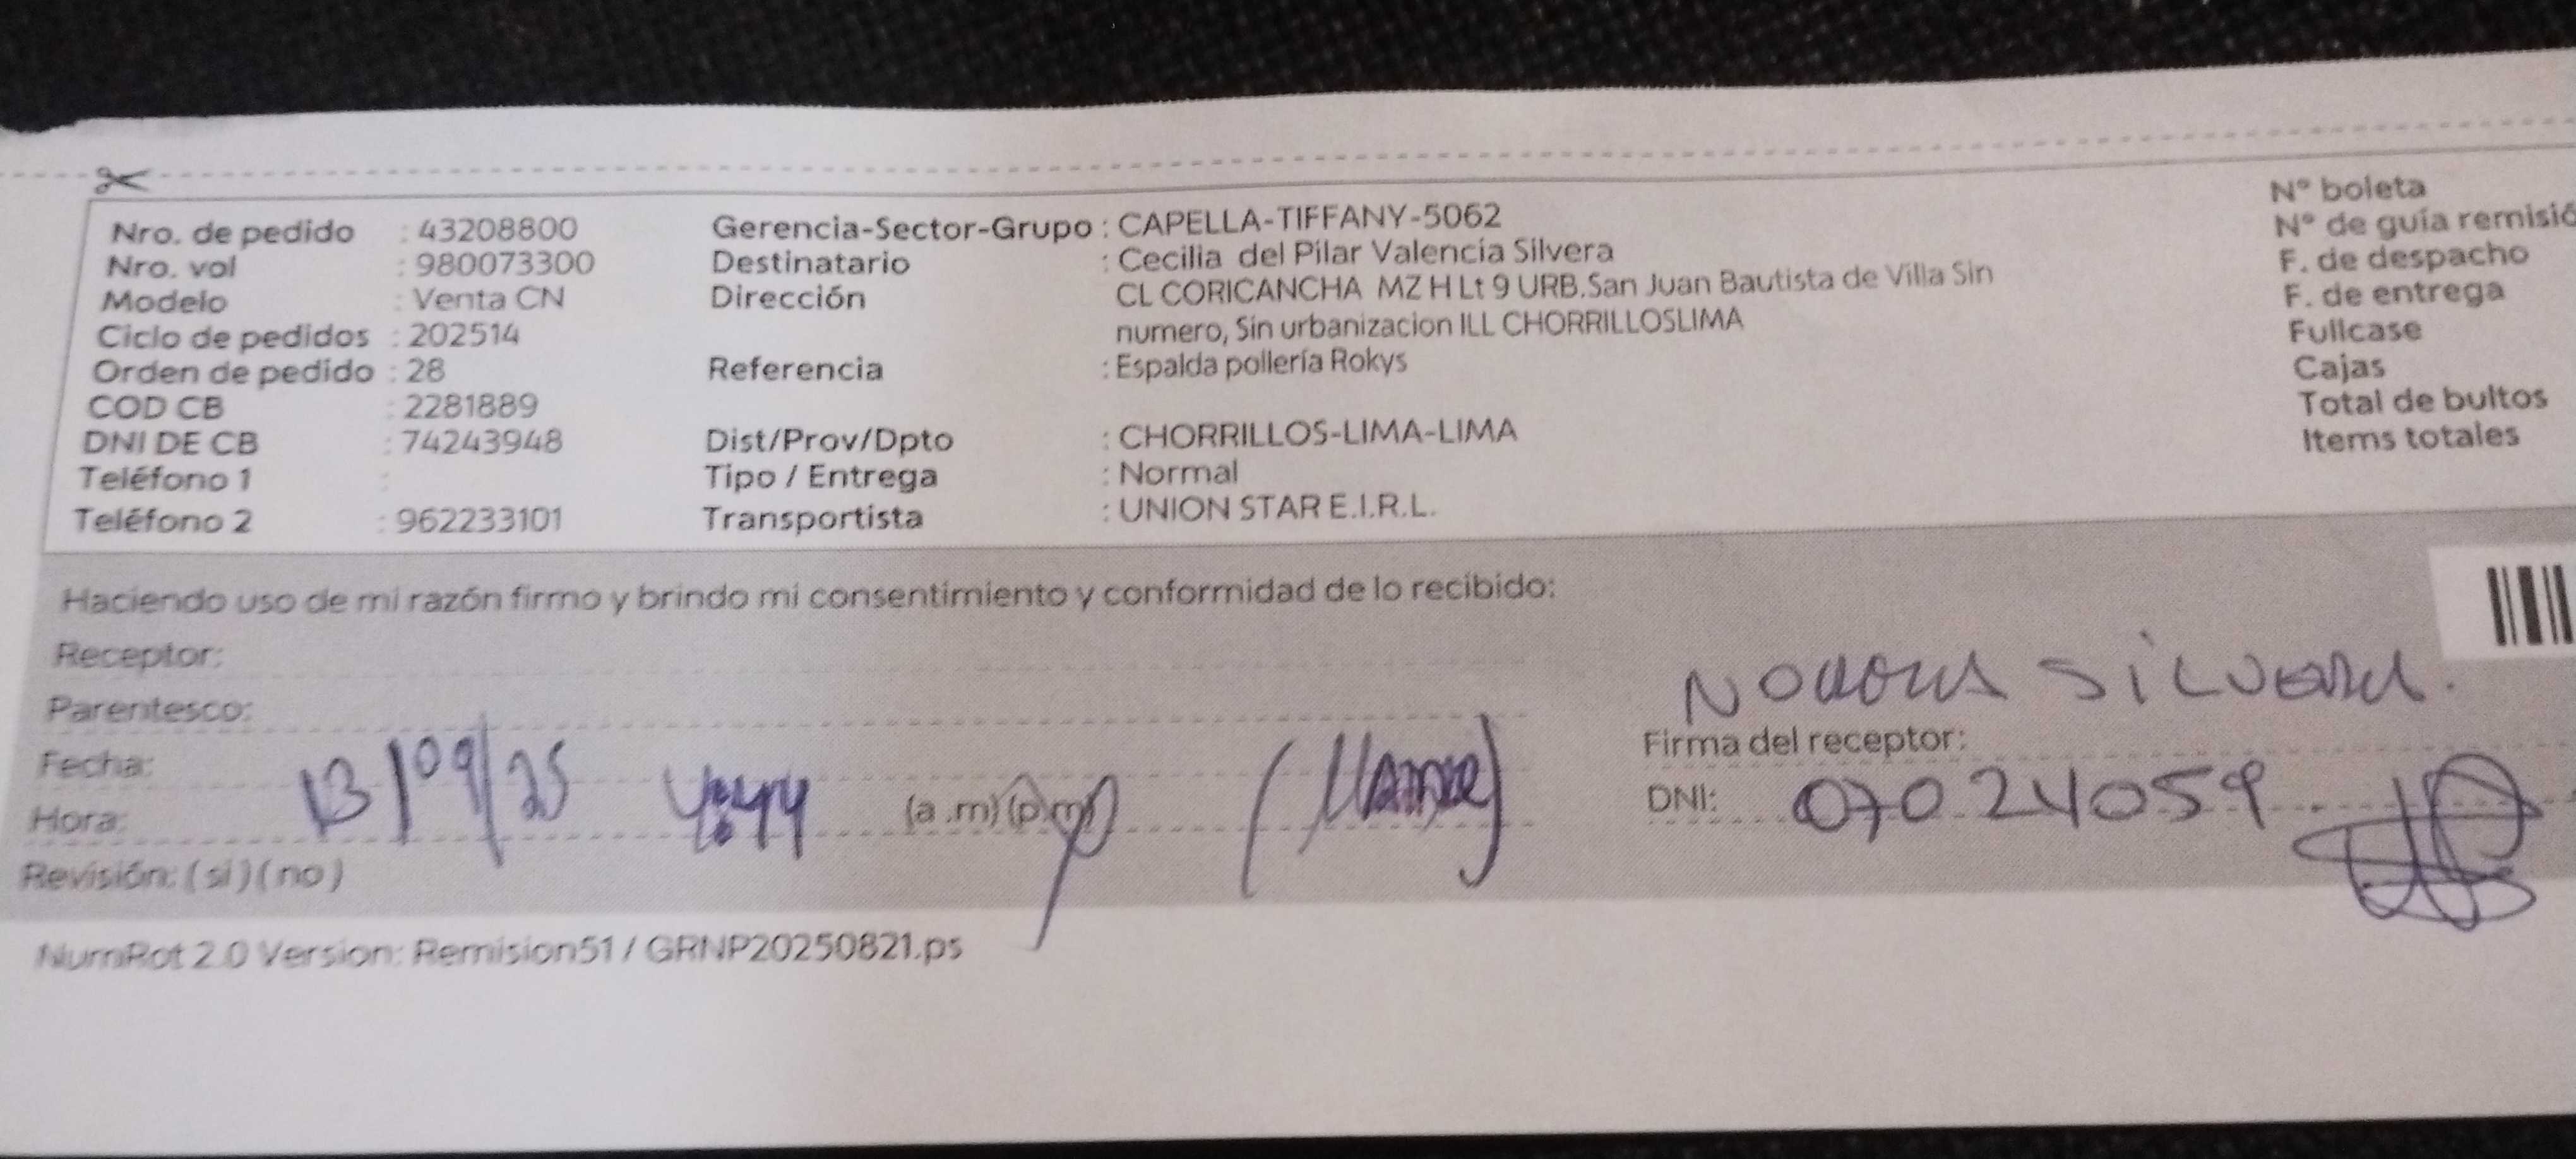 Nro. de pedido : 43208800 Gerencia-Sector-Grupo : CAPELLA-TIFFANY-5062 N° boleta
Nro. vol : 980073300 Destinatario : Cecilia del Pilar Valencia Silvera N° de guía remisió
Modelo : Venta CN Dirección CL CORICANCHA MZ H Lt 9 URB.San Juan Bautista de Villa Sin F. de despacho
Ciclo de pedidos : 202514 numero, Sin urbanizacion ILL CHORRILLOSLIMA F. de entrega
Orden de pedido : 28 Referencia : Espalda pollería Rokys Fullcase
COD CB : 2281889 Cajas
DNI DE CB : 74243948 Dist/Prov/Dpto : CHORRILLOS-LIMA-LIMA Total de bultos
Teléfono 1 : Tipo / Entrega : Normal Items totales
Teléfono 2 : 962233101 Transportista : UNION STAR E.I.R.L.
Haciendo uso de mi razón firmo y brindo mi consentimiento y conformidad de lo recibido:
Receptor:
Parentesco: SILVERA.
Fecha: 13/09/25 Firma del receptor:
Hora: 4:44 (a.m)(p.m) DNI: 07024059
Revisión: (si)(no)
NumRot 2.0 Version: Remision51 / GRNP20250821.ps